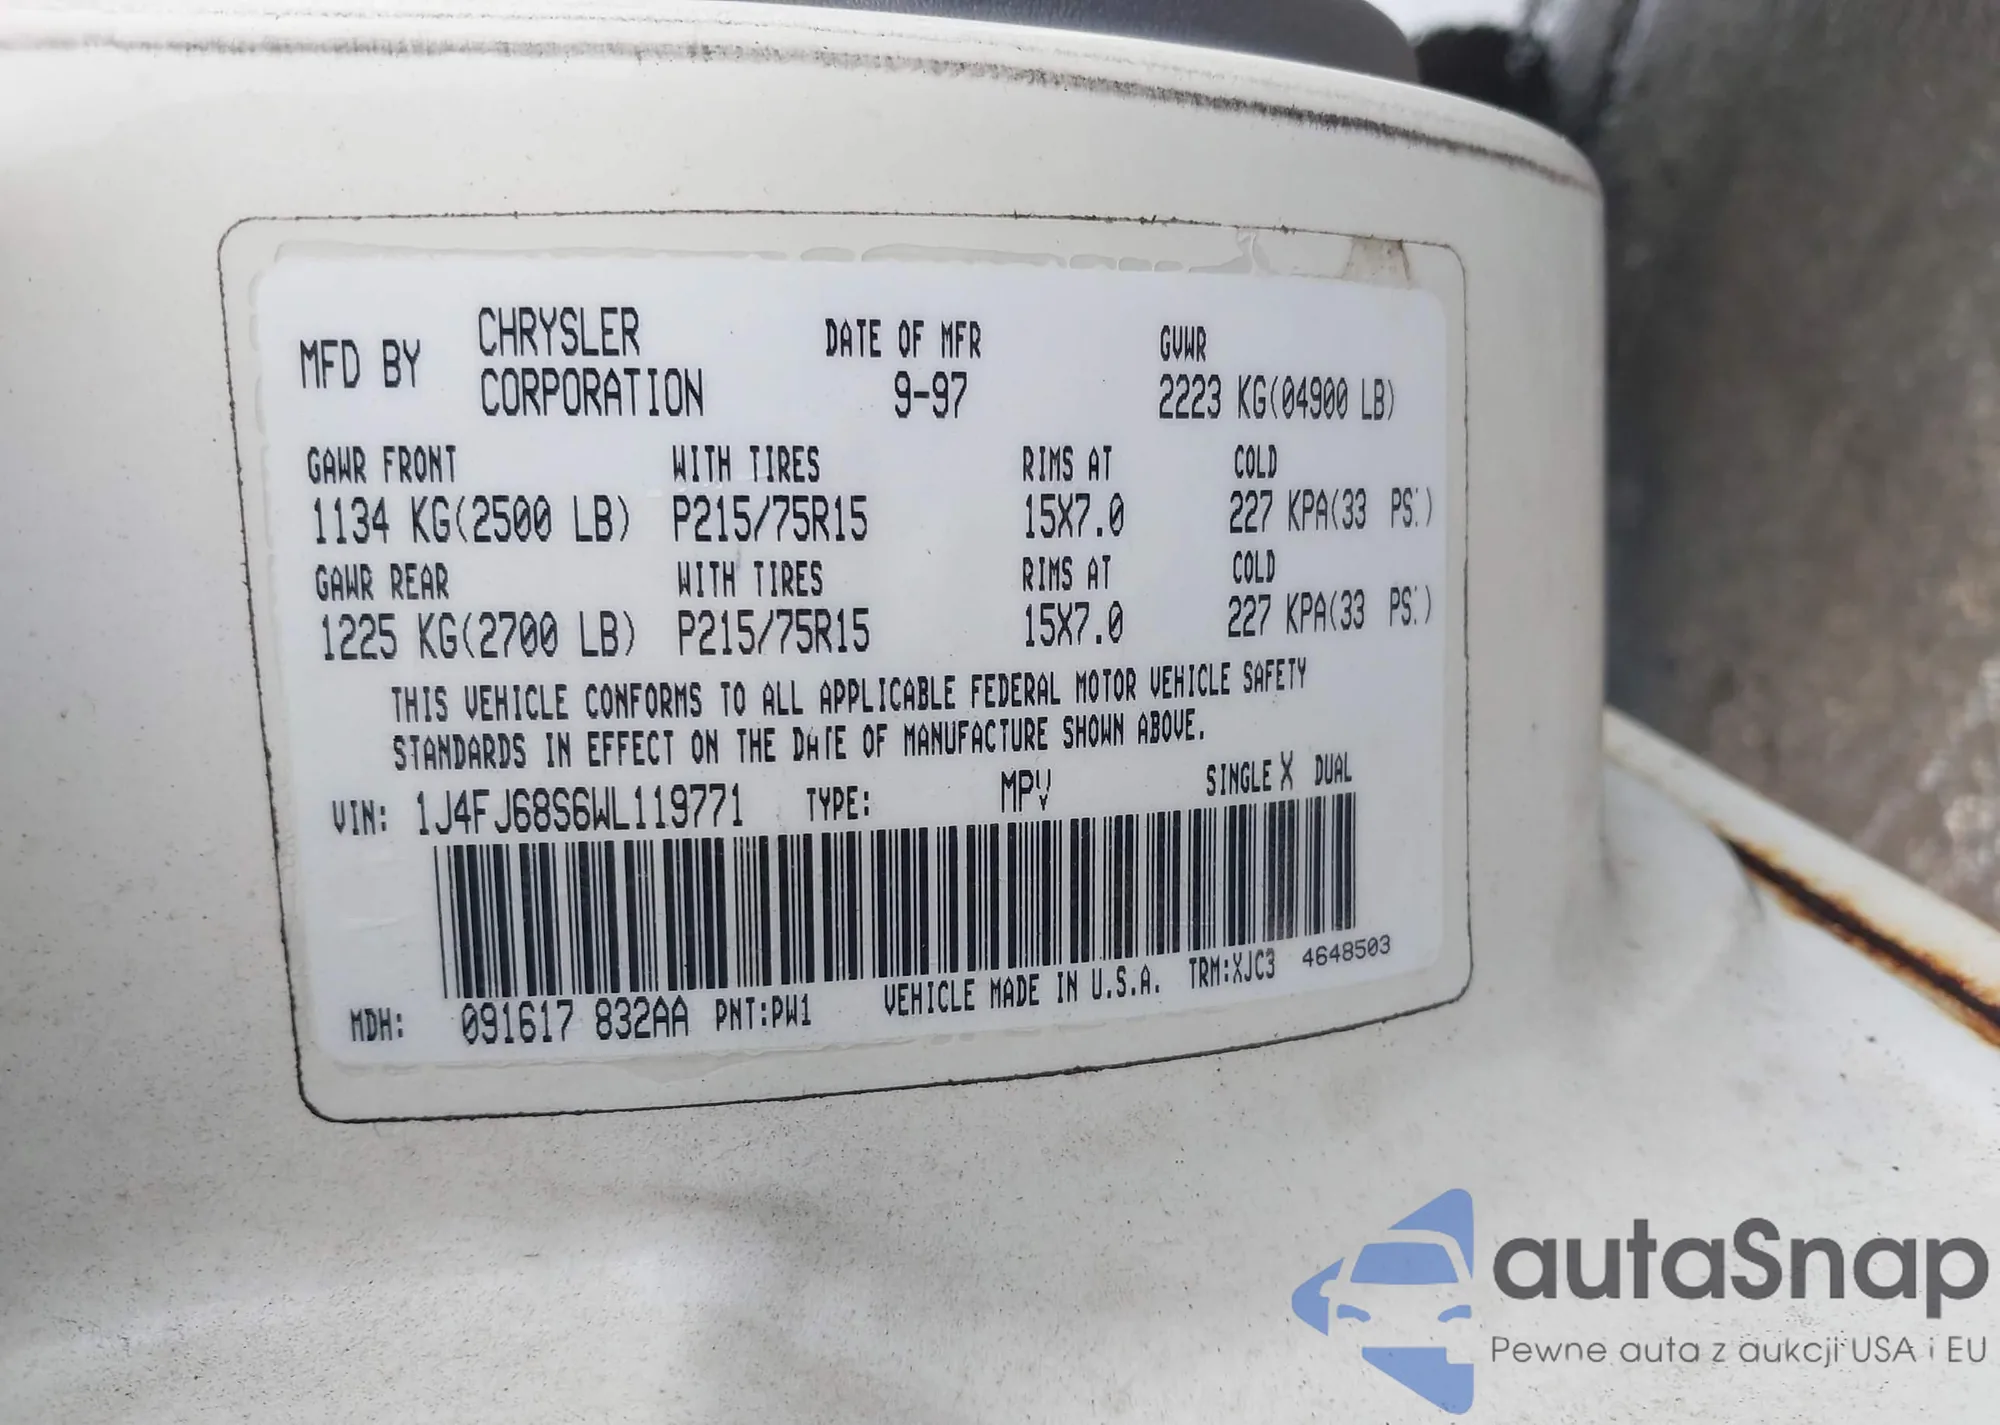 MFD BY CHRYSLER CORPORATION DATE OF MFR 9-97 GVWR 2223 KG(04900 LB)
GAWR FRONT WITH TIRES RIMS AT COLD
1134 KG(2500 LB) P215/75R15 15X7.0 227 KPA(33 PSI)
GAWR REAR WITH TIRES RIMS AT COLD
1225 KG(2700 LB) P215/75R15 15X7.0 227 KPA(33 PSI)
THIS VEHICLE CONFORMS TO ALL APPLICABLE FEDERAL MOTOR VEHICLE SAFETY
STANDARDS IN EFFECT ON THE DATE OF MANUFACTURE SHOWN ABOVE.
VIN: 1J4FJ68S6WL119771 TYPE: MPV SINGLE X DUAL
MDH: 091617 832AA PNT:PW1 VEHICLE MADE IN U.S.A. TRM:XJC3 4648503
autaSnap
Pewne auta z aukcji USA i EU